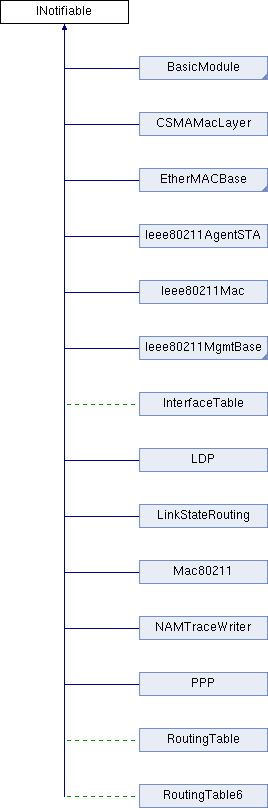 INotifiable
BasicModule
CSMAMacLayer
EtherMACBase
Ieee80211AgentSTA
Ieee80211Mac
Ieee80211MgmtBase
InterfaceTable
LDP
LinkStateRouting
Mac80211
NAMTraceWriter
PPP
RoutingTable
RoutingTable6